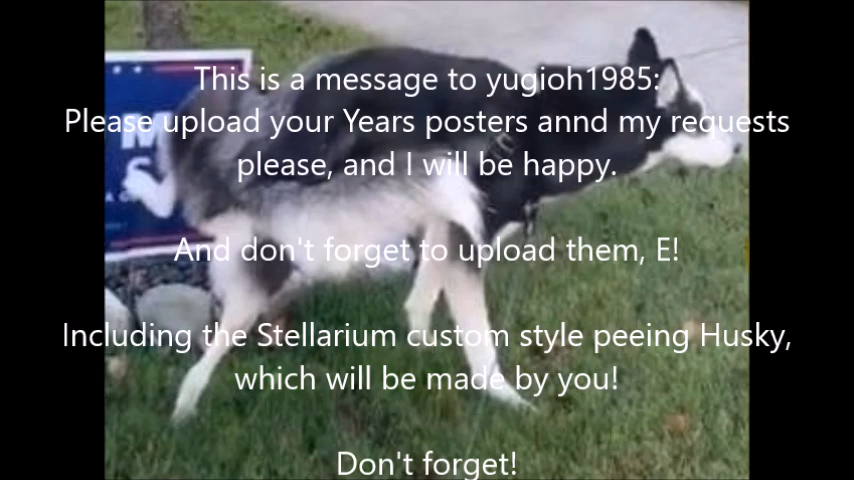 This is a message to yugioh1985:
Please upload your Years posters annd my requests
please, and I will be happy.
And don't forget to upload them, E!
Including the Stellarium custom style peeing Husky,
which will be made by you!
Don't forget!